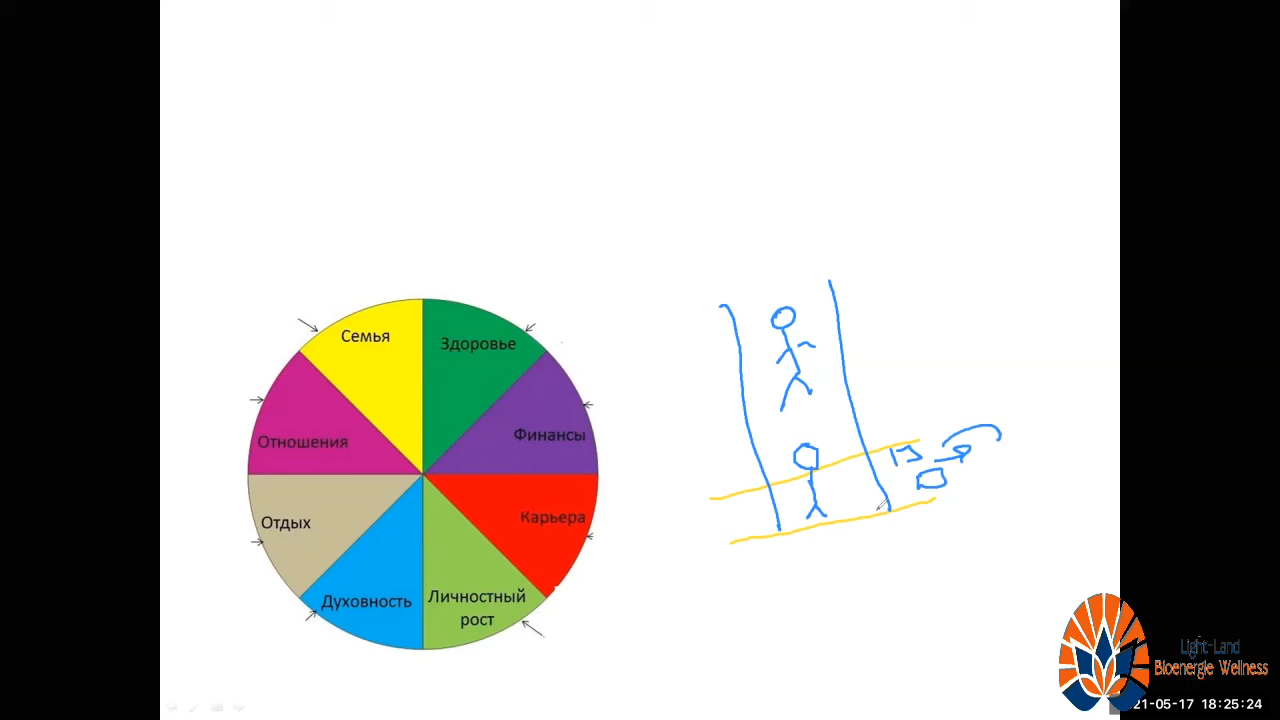 Семья
Здоровье
Отношения
Финансы
Отдых
Карьера
Духовность
Личностный
рост
Light-Land
Bioenergie Wellness
21-05-17 18:25:24